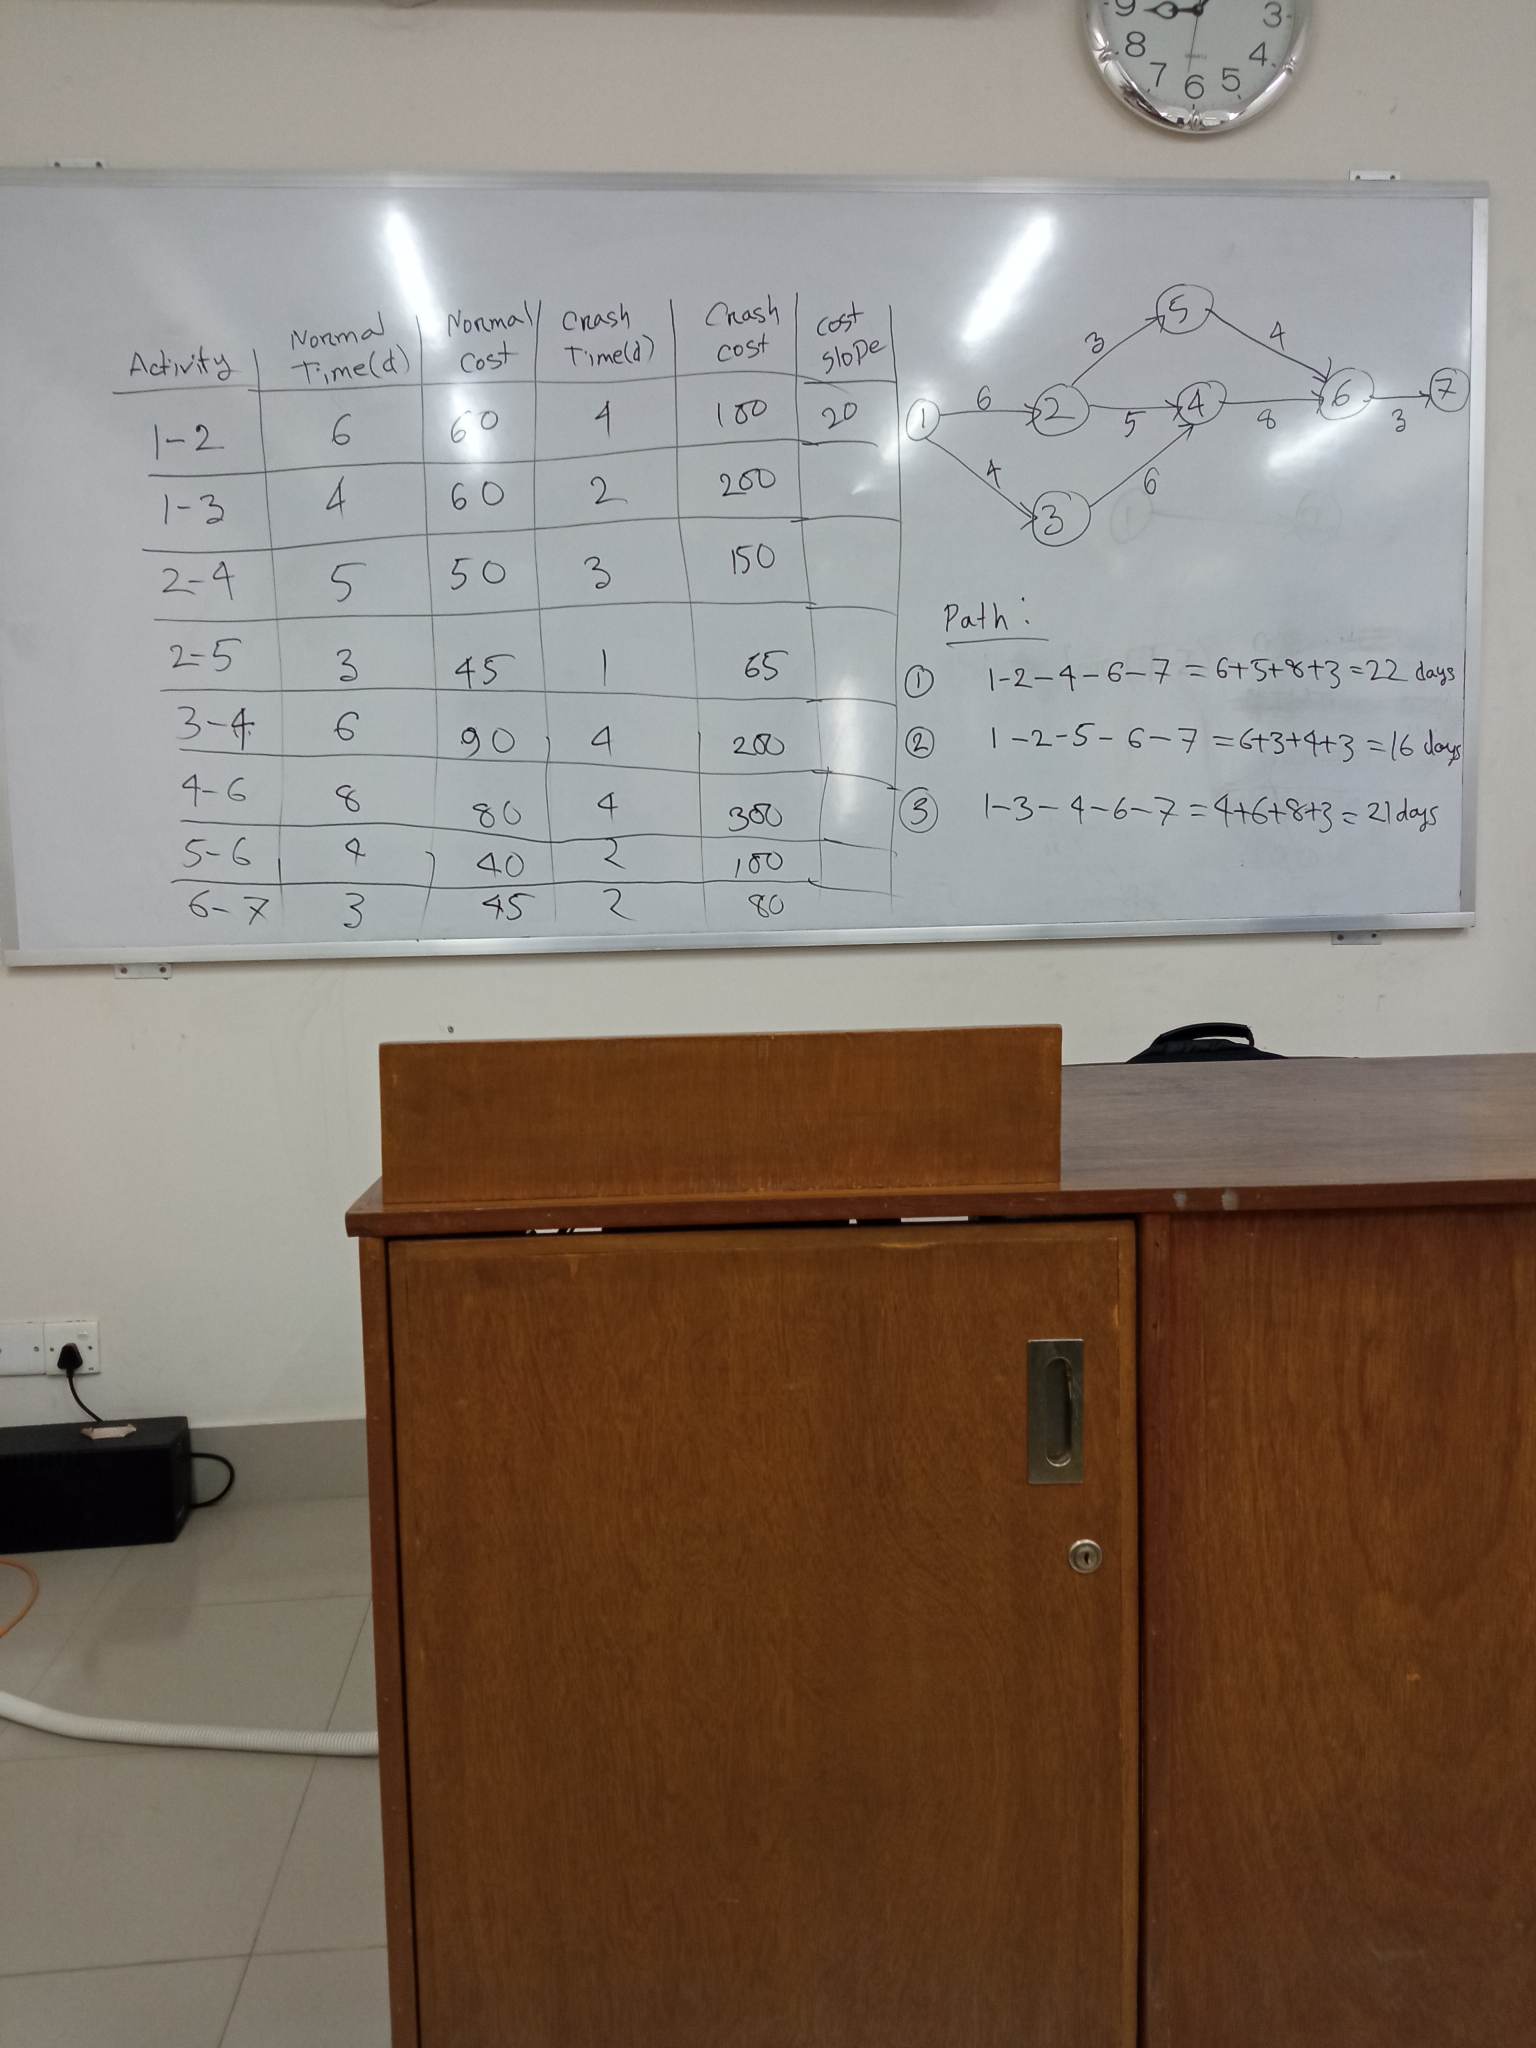 9 3
8 4
7 6 5
Activity Normal Time(d) Normal Cost Crash Time(d) Crash cost cost slope
1-2 6 60 4 100 20
1-3 4 60 2 200
2-4 5 50 3 150
2-5 3 45 1 65
3-4 6 90 4 200
4-6 8 80 4 300
5-6 4 40 2 100
6-7 3 45 2 80
5
3 4
1 6 2 5 4 8 6 3 7
4 6
3
Path:
① 1-2-4-6-7 = 6+5+8+3 = 22 days
② 1-2-5-6-7 = 6+3+4+3 = 16 days
③ 1-3-4-6-7 = 4+6+8+3 = 21 days